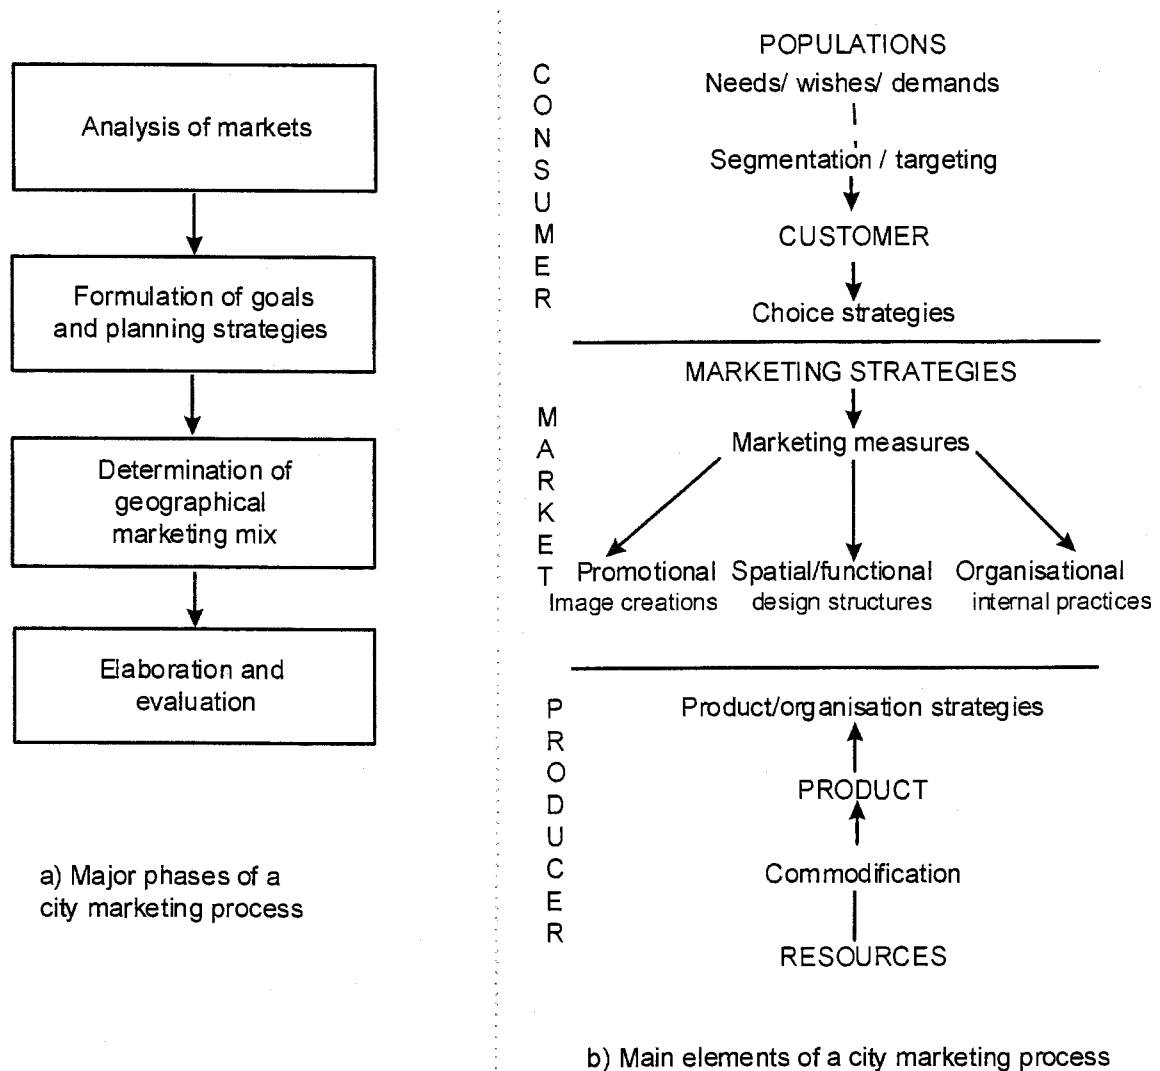 Analysis of markets
Formulation of goals
and planning strategies
Determination of
geographical
marketing mix
Elaboration and
evaluation
a) Major phases of a
city marketing process
CONSUMER
POPULATIONS
Needs/ wishes/ demands
Segmentation / targeting
CUSTOMER
Choice strategies
MARKET
MARKETING STRATEGIES
Marketing measures
Promotional Spatial/functional Organisational
Image creations design structures internal practices
PRODUCER
Product/organisation strategies
PRODUCT
Commodification
RESOURCES
b) Main elements of a city marketing process